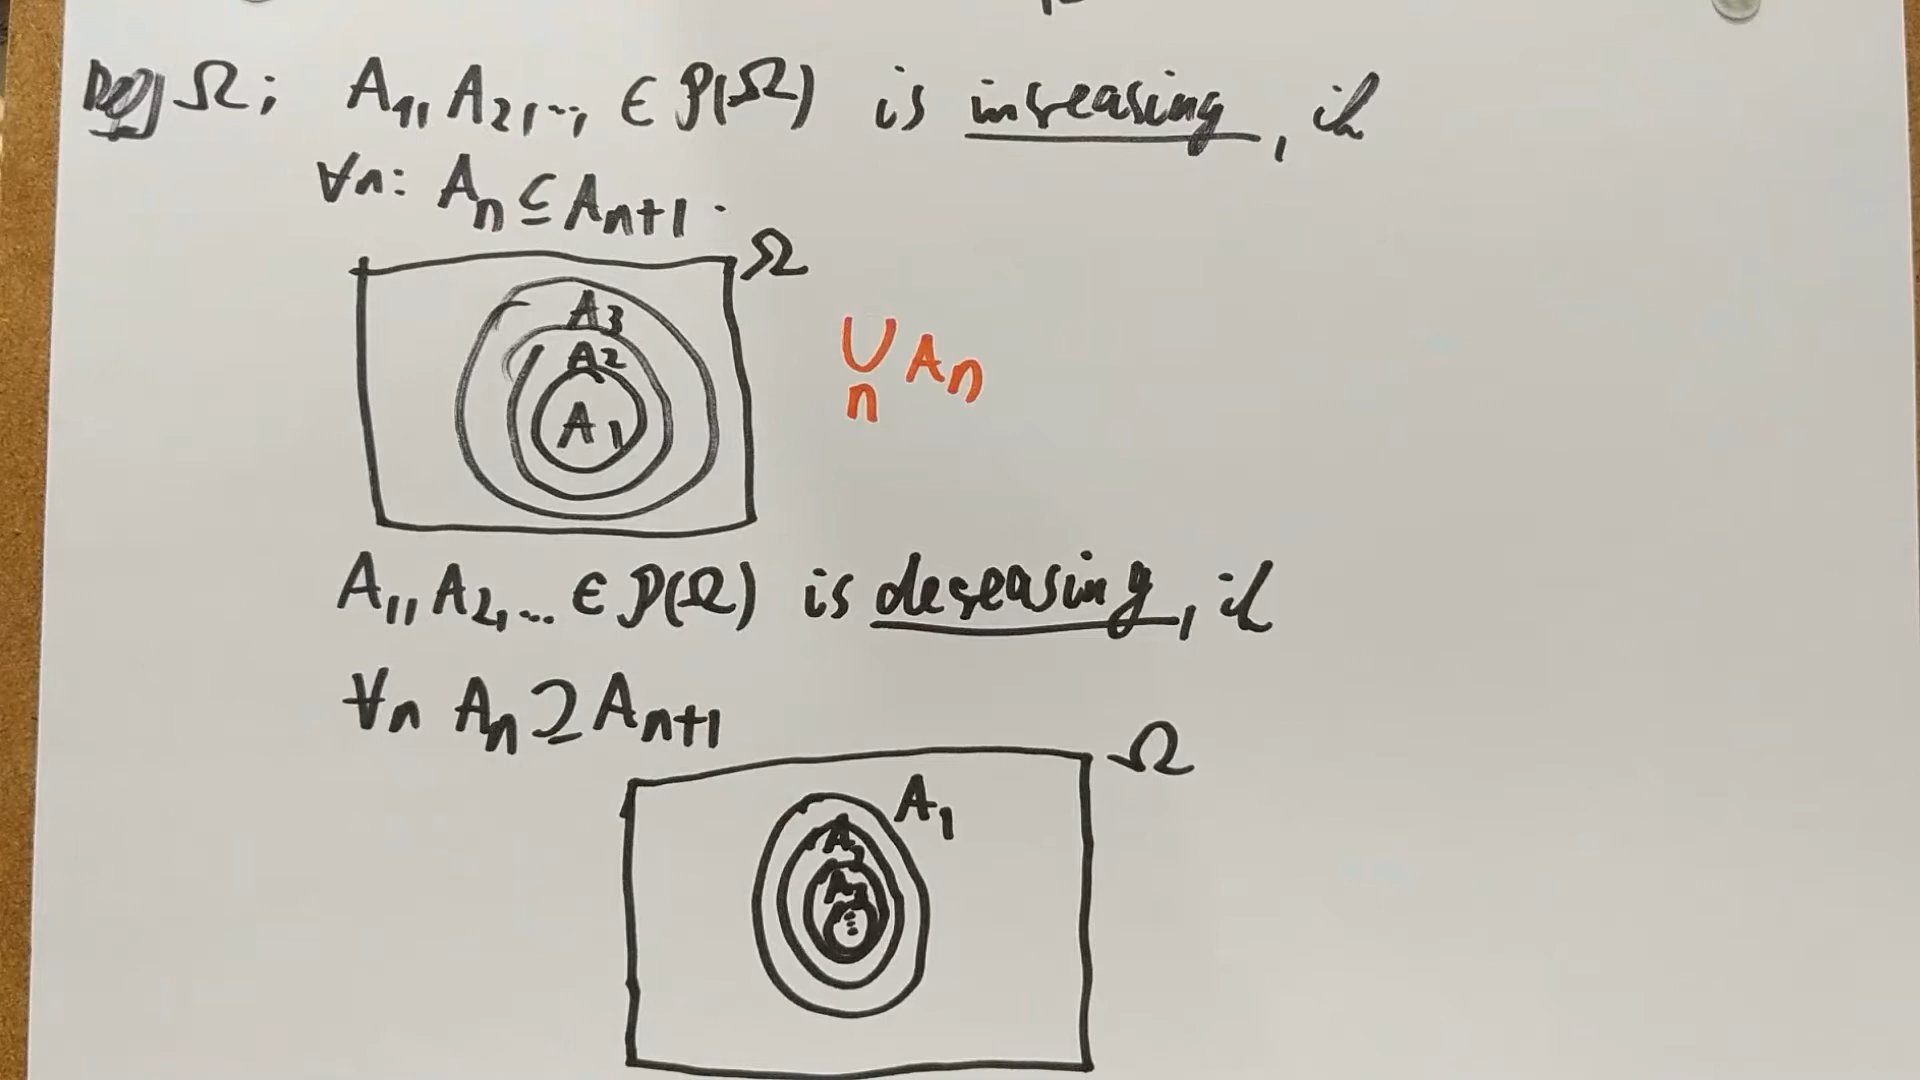 Def Ω; A₁, A₂, ..., ∈ P(Ω) is increasing, if
∀n: Aₙ ⊆ Aₙ₊₁.
Ω
A₃
A₂
A₁
⋃ₙ Aₙ
A₁, A₂, ... ∈ P(Ω) is decreasing, if
∀n Aₙ ⊇ Aₙ₊₁
Ω
A₁
A₂
A₃
⋮